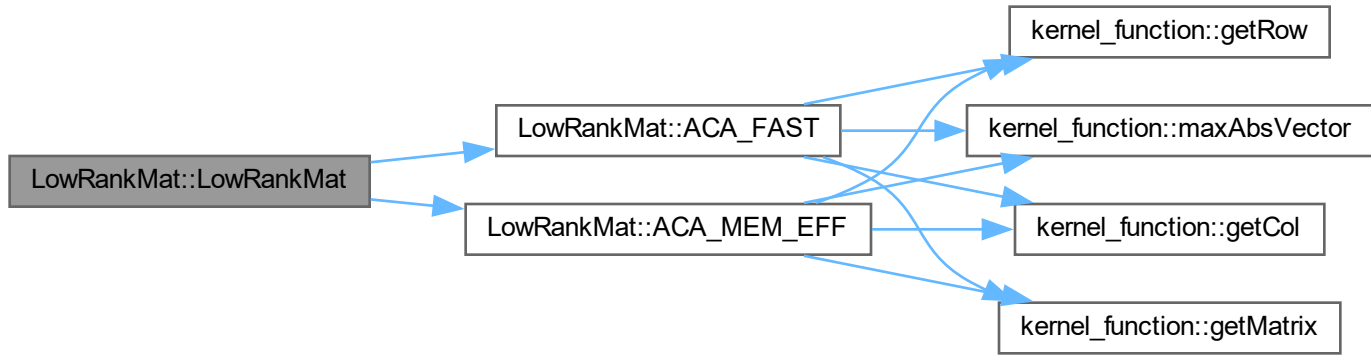 LowRankMat::LowRankMat
LowRankMat::ACA_FAST
LowRankMat::ACA_MEM_EFF
kernel_function::getRow
kernel_function::maxAbsVector
kernel_function::getCol
kernel_function::getMatrix